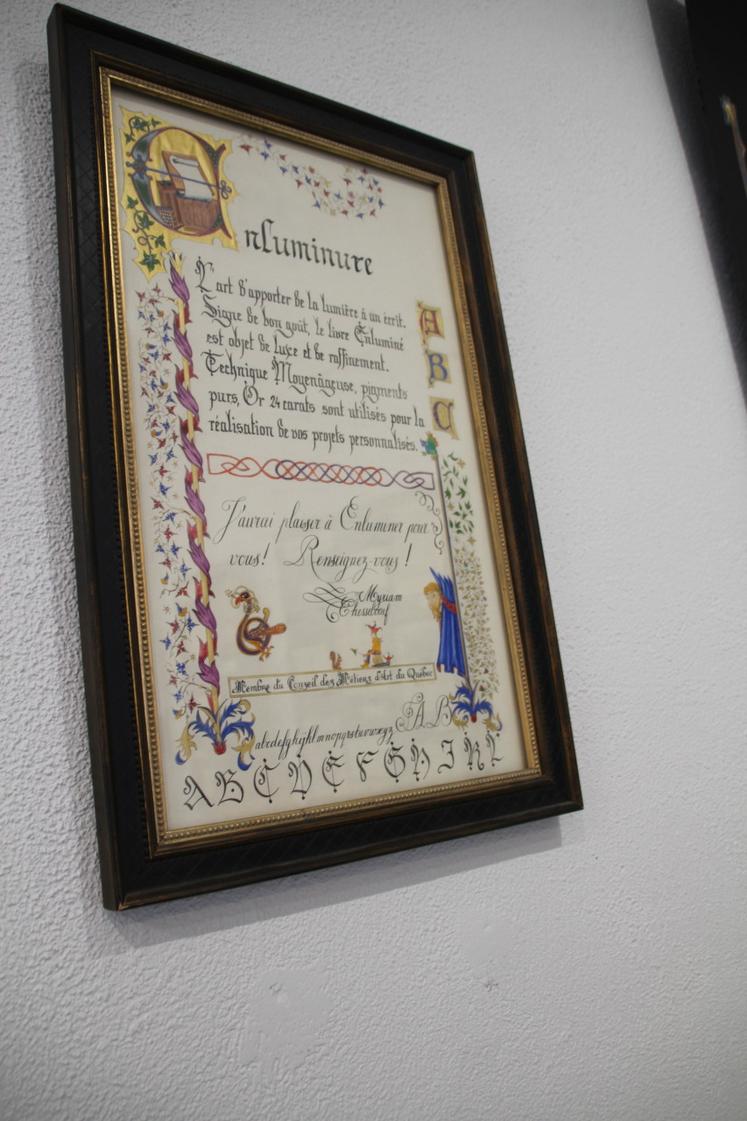 Enluminure
L'art d'apporter de la lumière à un écrit.
Signe de bon goût, le livre Enluminé
est objet de luxe et de raffinement.
Technique Moyenâgeuse, pigments
purs, Or 24 carats sont utilisés pour la
réalisation de vos projets personnalisés.
A
B
C
J'aurai plaisir à Enluminer pour
vous! Renseignez-vous!
Myriam
Membre du Conseil des Métiers d'Art du Québec
A B
abcdefghijklmnopqrstuvwxyz
A B C D E F G H I K L